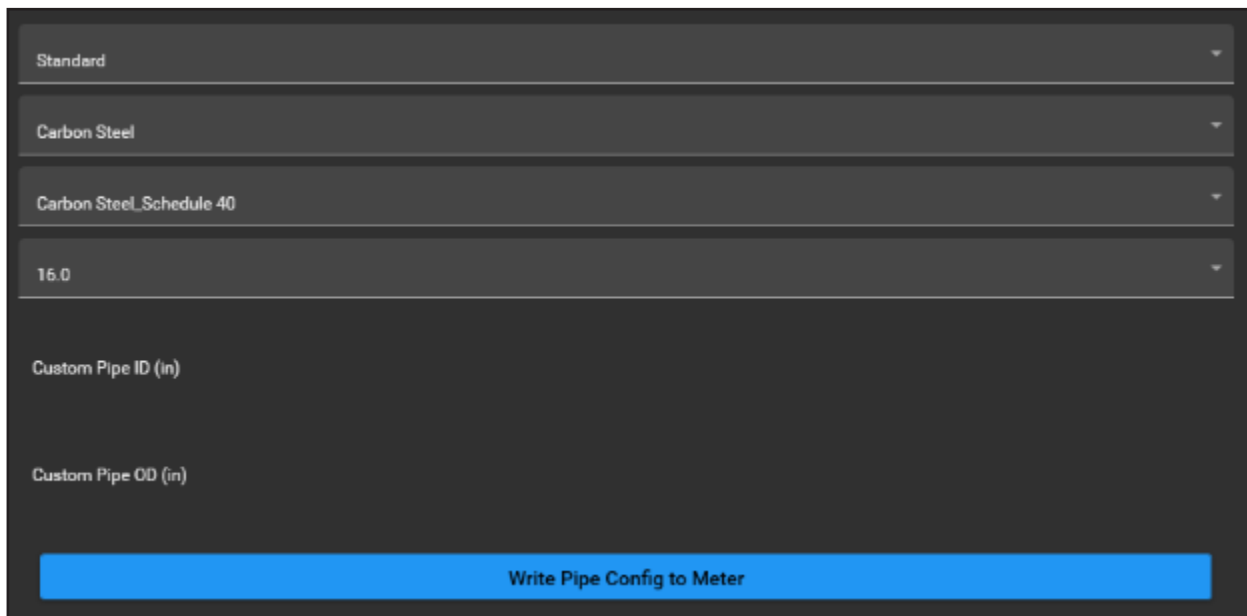 Standard
Carbon Steel
Carbon Steel_Schedule 40
16.0
Custom Pipe ID (in)
Custom Pipe OD (in)
Write Pipe Config to Meter